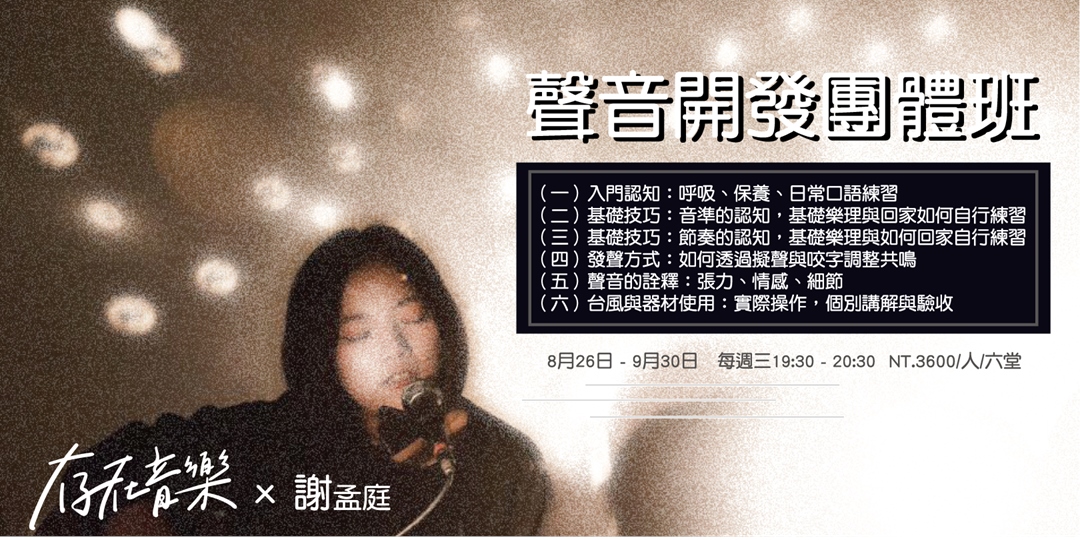 聲音開發團體班
(一)入門認知：呼吸、保養、日常口語練習
(二)基礎技巧：音準的認知，基礎樂理與回家如何自行練習
(三)基礎技巧：節奏的認知，基礎樂理與如何回家自行練習
(四)發聲方式：如何透過擬聲與咬字調整共鳴
(五)聲音的詮釋：張力、情感、細節
(六)台風與器材使用：實際操作，個別講解與驗收
8月26日 - 9月30日 每週三19:30 - 20:30 NT.3600/人/六堂
存在音樂 × 謝孟庭